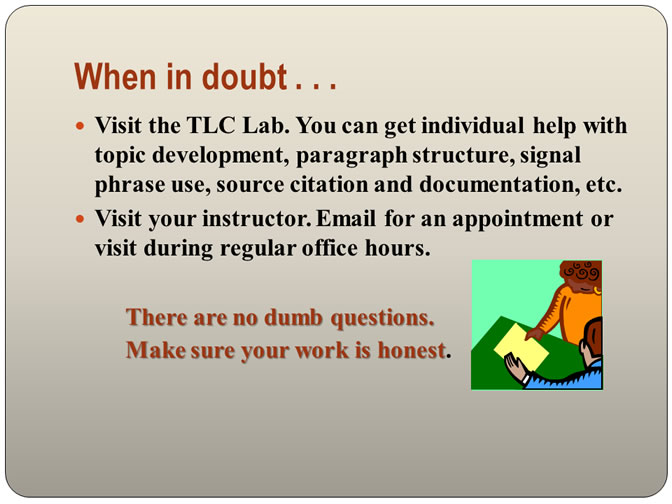 When in doubt . . .
• Visit the TLC Lab. You can get individual help with
topic development, paragraph structure, signal
phrase use, source citation and documentation, etc.
• Visit your instructor. Email for an appointment or
visit during regular office hours.
There are no dumb questions.
Make sure your work is honest.